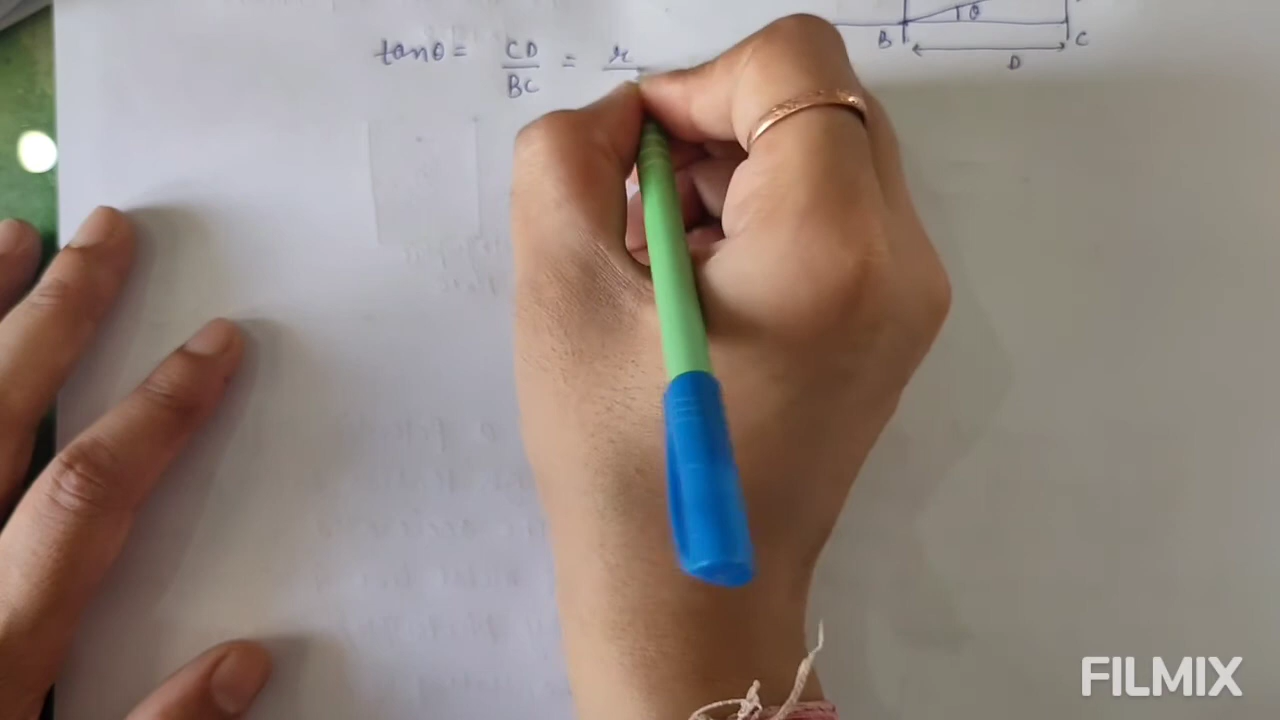 θ
B C
D
tanθ = CD/BC = r
FILMIX